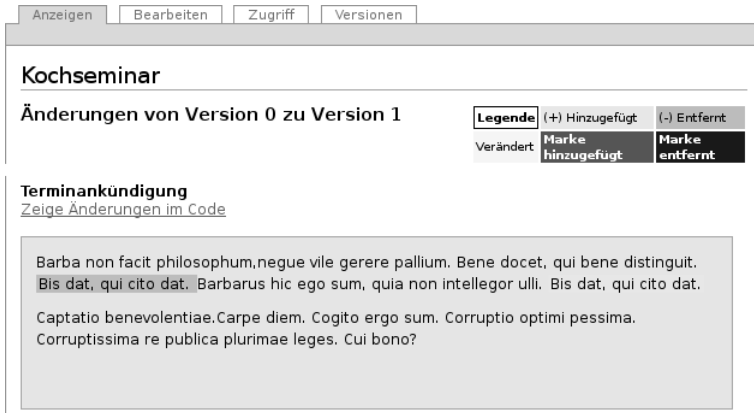 Anzeigen Bearbeiten Zugriff Versionen
Kochseminar
Änderungen von Version 0 zu Version 1
Legende (+) Hinzugefügt (-) Entfernt
Verändert Marke hinzugefügt Marke entfernt
Terminankündigung
Zeige Änderungen im Code
Barba non facit philosophum,negue vile gerere pallium. Bene docet, qui bene distinguit.
Bis dat, qui cito dat. Barbarus hic ego sum, quia non intellegor ulli. Bis dat, qui cito dat.
Captatio benevolentiae.Carpe diem. Cogito ergo sum. Corruptio optimi pessima.
Corruptissima re publica plurimae leges. Cui bono?